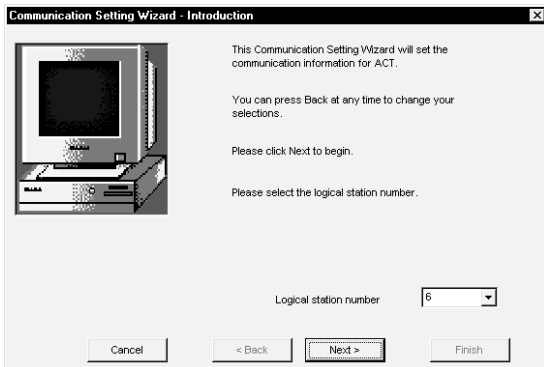 Communication Setting Wizard - Introduction
This Communication Setting Wizard will set the
communication information for ACT.
You can press Back at any time to change your
selections.
Please click Next to begin.
Please select the logical station number.
Logical station number 6
Cancel < Back Next > Finish